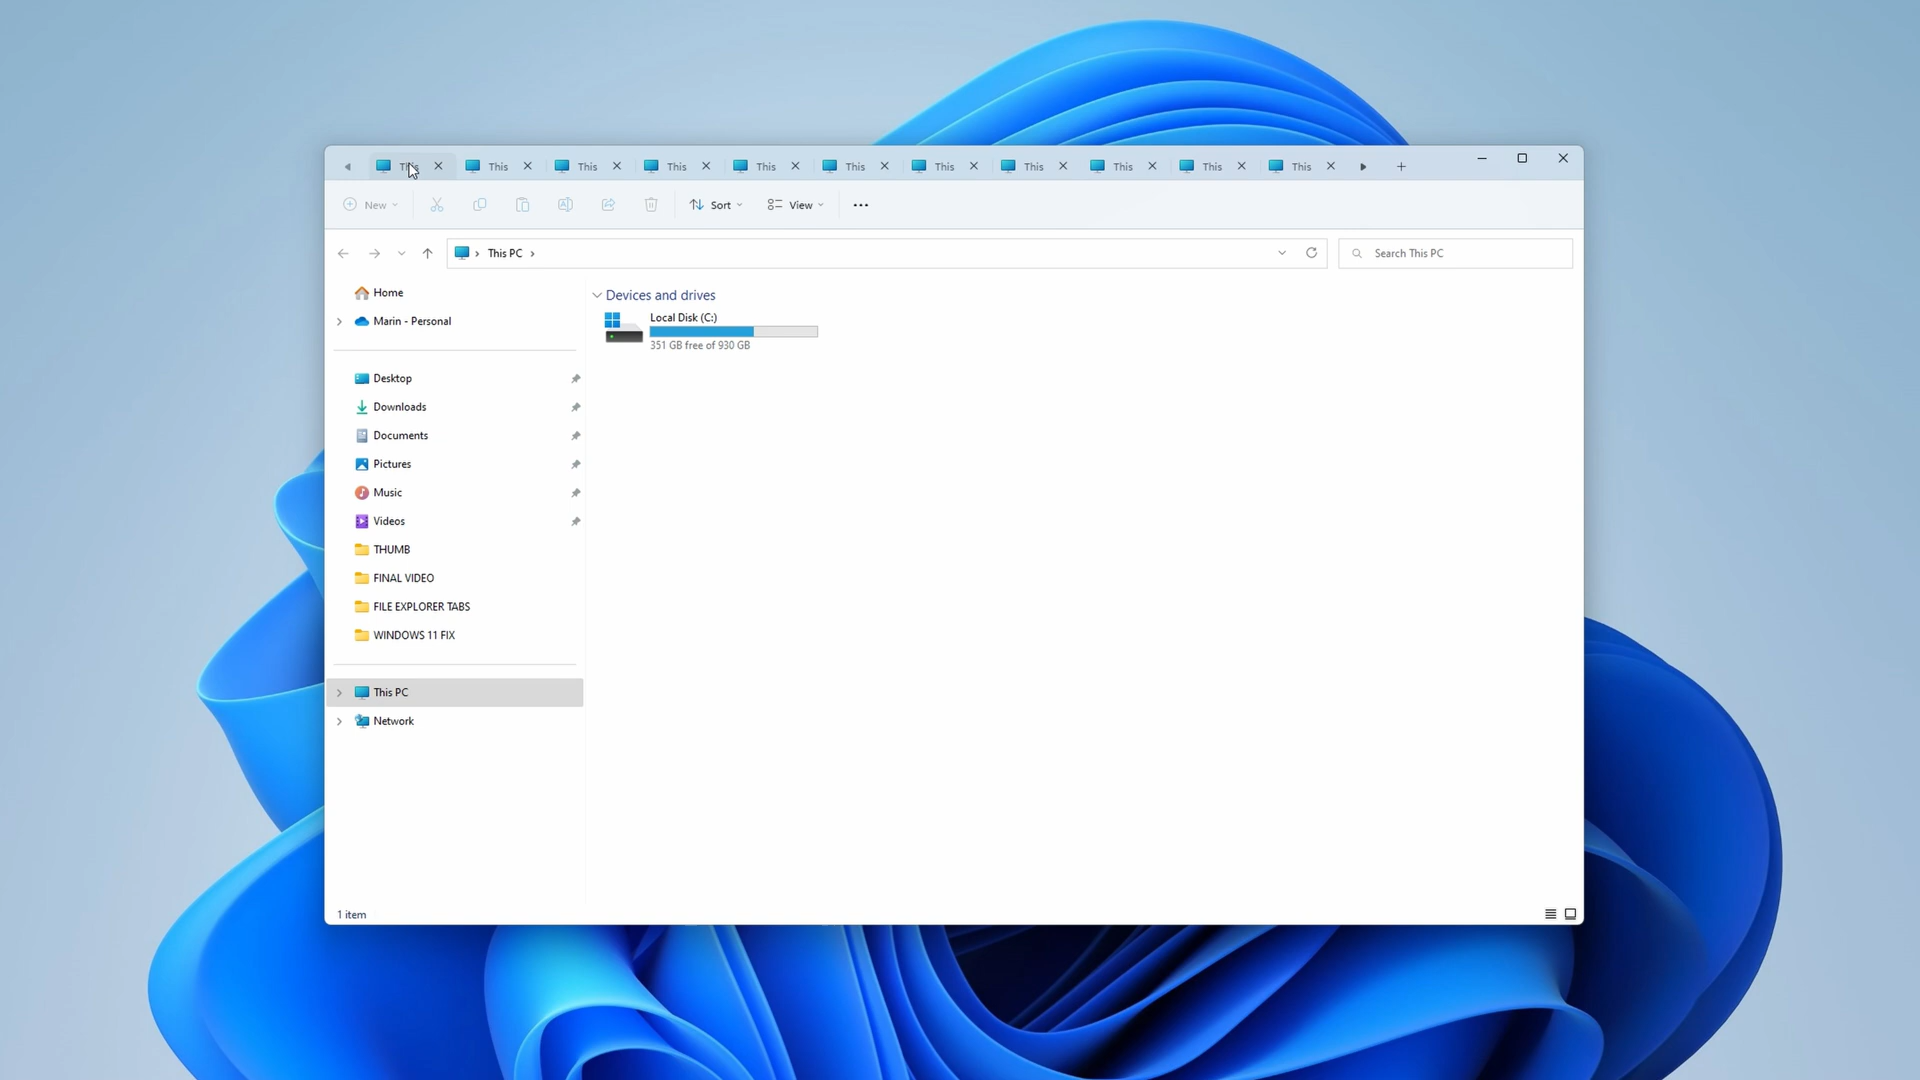 This This This This This This This This This This This
New Sort View
This PC Search This PC
Home
Marin - Personal
Desktop
Downloads
Documents
Pictures
Music
Videos
THUMB
FINAL VIDEO
FILE EXPLORER TABS
WINDOWS 11 FIX
This PC
Network
Devices and drives
Local Disk (C:)
351 GB free of 930 GB
1 item